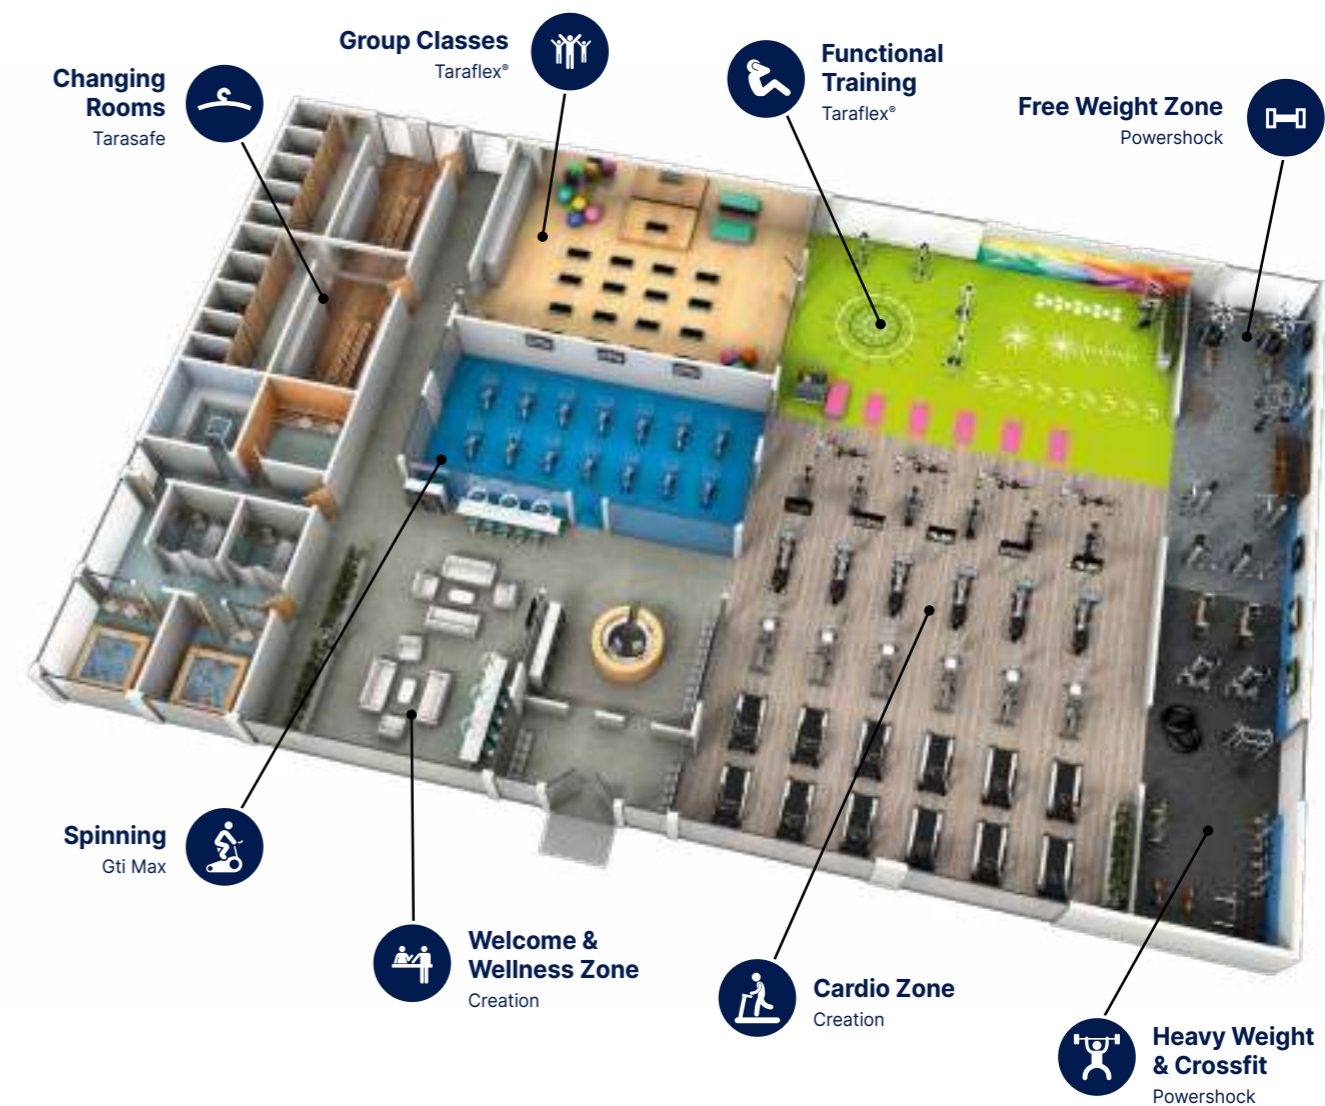 Group Classes
Taraflex®
Functional
Training
Taraflex®
Changing
Rooms
Tarasafe
Free Weight Zone
Powershock
Spinning
Gti Max
Welcome &
Wellness Zone
Creation
Cardio Zone
Creation
Heavy Weight
& Crossfit
Powershock